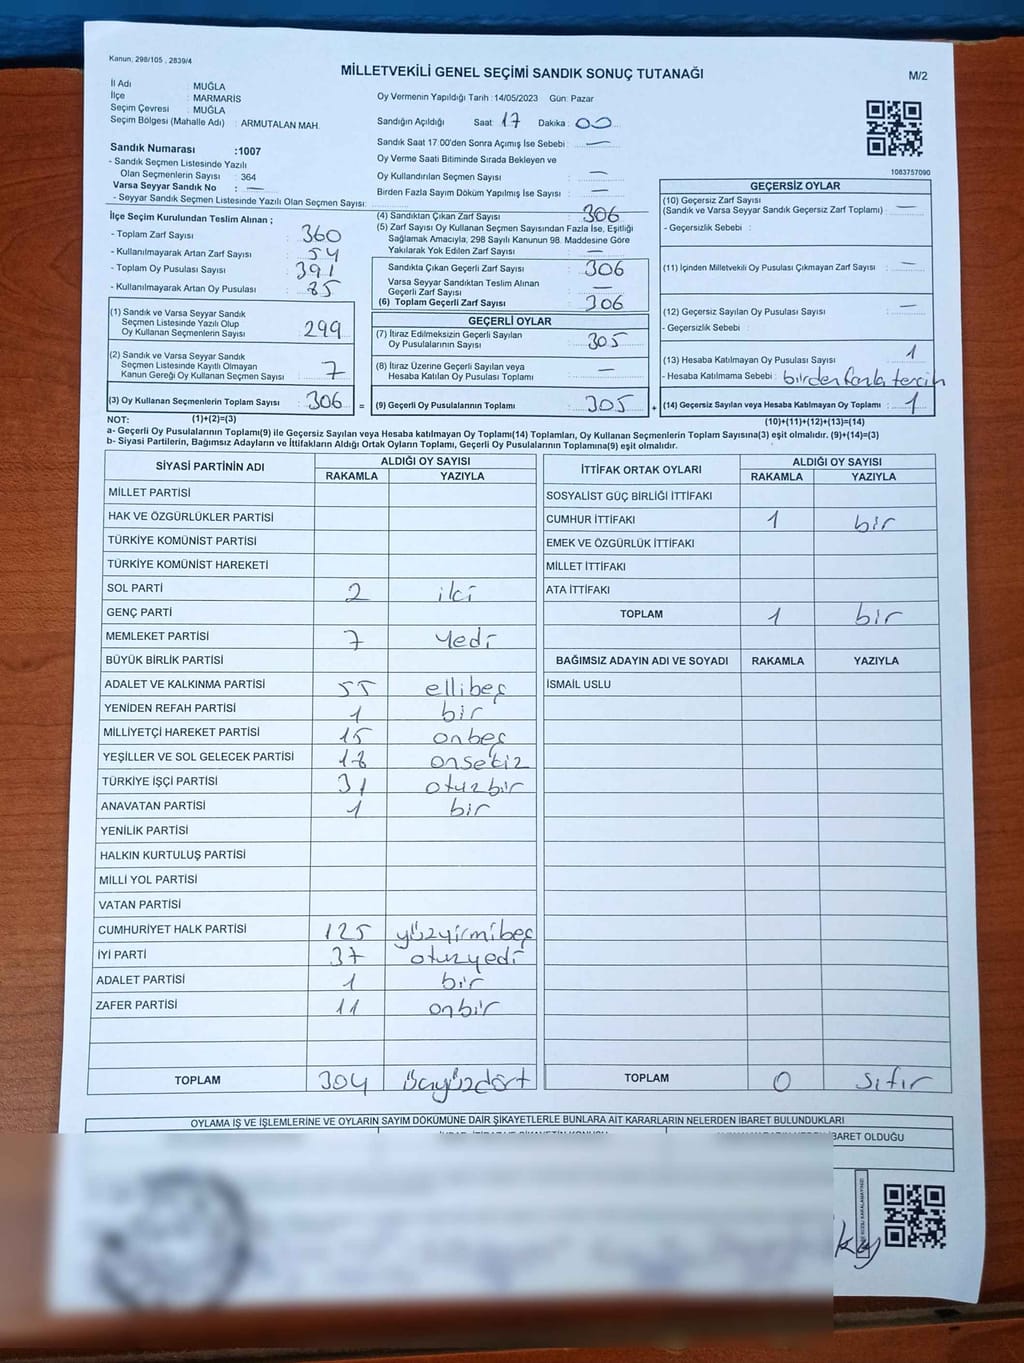 Kanun, 298/105 , 2839/4
MİLLETVEKİLİ GENEL SEÇİMİ SANDIK SONUÇ TUTANAĞI
M/2
İl Adı : MUĞLA
İlçe : MARMARİS
Seçim Çevresi : MUĞLA
Seçim Bölgesi (Mahalle Adı) : ARMUTALAN MAH.
Sandık Numarası :1007
- Sandık Seçmen Listesinde Yazılı
Olan Seçmenlerin Sayısı : 364
Varsa Seyyar Sandık No : —
- Seyyar Sandık Seçmen Listesinde Yazılı Olan Seçmen Sayısı:
Oy Vermenin Yapıldığı Tarih :14/05/2023 Gün: Pazar
Sandığın Açıldığı Saat: 17 Dakika : 00
Sandık Saat 17:00'den Sonra Açımış İse Sebebi : —
Oy Verme Saati Bitiminde Sırada Bekleyen ve
Oy Kullandırılan Seçmen Sayısı : —
Birden Fazla Sayım Döküm Yapılmış İse Sayısı : —
1083757090
İlçe Seçim Kurulundan Teslim Alınan ;
- Toplam Zarf Sayısı : 360
- Kullanılmayarak Artan Zarf Sayısı : 54
- Toplam Oy Pusulası Sayısı : 391
- Kullanılmayarak Artan Oy Pusulası : 85
(1) Sandık ve Varsa Seyyar Sandık
Seçmen Listesinde Yazılı Olup
Oy Kullanan Seçmenlerin Sayısı : 299
(2) Sandık ve Varsa Seyyar Sandık
Seçmen Listesinde Kayıtlı Olmayan
Kanun Gereği Oy Kullanan Seçmen Sayısı : 7
(3) Oy Kullanan Seçmenlerin Toplam Sayısı : 306 =
(4) Sandıktan Çıkan Zarf Sayısı : 306
(5) Zarf Sayısı Oy Kullanan Seçmen Sayısından Fazla İse, Eşitliği
Sağlamak Amacıyla, 298 Sayılı Kanunun 98. Maddesine Göre
Yakılarak Yok Edilen Zarf Sayısı : —
Sandıkta Çıkan Geçerli Zarf Sayısı : 306
Varsa Seyyar Sandıktan Teslim Alınan
Geçerli Zarf Sayısı : —
(6) Toplam Geçerli Zarf Sayısı : 306
GEÇERLİ OYLAR
(7) İtiraz Edilmeksizin Geçerli Sayılan
Oy Pusulalarının Sayısı : 305
(8) İtiraz Üzerine Geçerli Sayılan veya
Hesaba Katılan Oy Pusulası Toplamı : —
(9) Geçerli Oy Pusulalarının Toplamı : 305 +
GEÇERSİZ OYLAR
(10) Geçersiz Zarf Sayısı
(Sandık ve Varsa Seyyar Sandık Geçersiz Zarf Toplamı) : —
- Geçersizlik Sebebi :
(11) İçinden Milletvekili Oy Pusulası Çıkmayan Zarf Sayısı : —
(12) Geçersiz Sayılan Oy Pusulası Sayısı : —
- Geçersizlik Sebebi :
(13) Hesaba Katılmayan Oy Pusulası Sayısı : 1
- Hesaba Katılmama Sebebi : birden fazla tercih
(14) Geçersiz Sayılan veya Hesaba Katılmayan Oy Toplamı : 1
NOT: (1)+(2)=(3) (10)+(11)+(12)+(13)=(14)
a- Geçerli Oy Pusulalarının Toplamı(9) ile Geçersiz Sayılan veya Hesaba katılmayan Oy Toplamı(14) Toplamları, Oy Kullanan Seçmenlerin Toplam Sayısına(3) eşit olmalıdır. (9)+(14)=(3)
b- Siyasi Partilerin, Bağımsız Adayların ve İttifakların Aldığı Ortak Oyların Toplamı, Geçerli Oy Pusulalarının Toplamına(9) eşit olmalıdır.
SİYASİ PARTİNİN ADI ALDIĞI OY SAYISI
RAKAMLA YAZIYLA
MİLLET PARTİSİ
HAK VE ÖZGÜRLÜKLER PARTİSİ
TÜRKİYE KOMÜNİST PARTİSİ
TÜRKİYE KOMÜNİST HAREKETİ
SOL PARTİ 2 iki
GENÇ PARTİ
MEMLEKET PARTİSİ 7 Yedi
BÜYÜK BİRLİK PARTİSİ
ADALET VE KALKINMA PARTİSİ 55 ellibeş
YENİDEN REFAH PARTİSİ 1 bir
MİLLİYETÇİ HAREKET PARTİSİ 15 onbeş
YEŞİLLER VE SOL GELECEK PARTİSİ 18 onsekiz
TÜRKİYE İŞÇİ PARTİSİ 31 otuzbir
ANAVATAN PARTİSİ 1 bir
YENİLİK PARTİSİ
HALKIN KURTULUŞ PARTİSİ
MİLLİ YOL PARTİSİ
VATAN PARTİSİ
CUMHURİYET HALK PARTİSİ 125 yüzyirmibeş
İYİ PARTİ 37 otuzyedi
ADALET PARTİSİ 1 bir
ZAFER PARTİSİ 11 onbir
TOPLAM 304 üçyüzdört
İTTİFAK ORTAK OYLARI ALDIĞI OY SAYISI
RAKAMLA YAZIYLA
SOSYALİST GÜÇ BİRLİĞİ İTTİFAKI
CUMHUR İTTİFAKI 1 bir
EMEK VE ÖZGÜRLÜK İTTİFAKI
MİLLET İTTİFAKI
ATA İTTİFAKI
TOPLAM 1 bir
BAĞIMSIZ ADAYIN ADI VE SOYADI RAKAMLA YAZIYLA
İSMAİL USLU
TOPLAM 0 sıfır
OYLAMA İŞ VE İŞLEMLERİNE VE OYLARIN SAYIM DÖKÜMÜNE DAİR ŞİKAYETLERLE BUNLARA AİT KARARLARIN NELERDEN İBARET BULUNDUKLARI
İBARET OLDUĞU